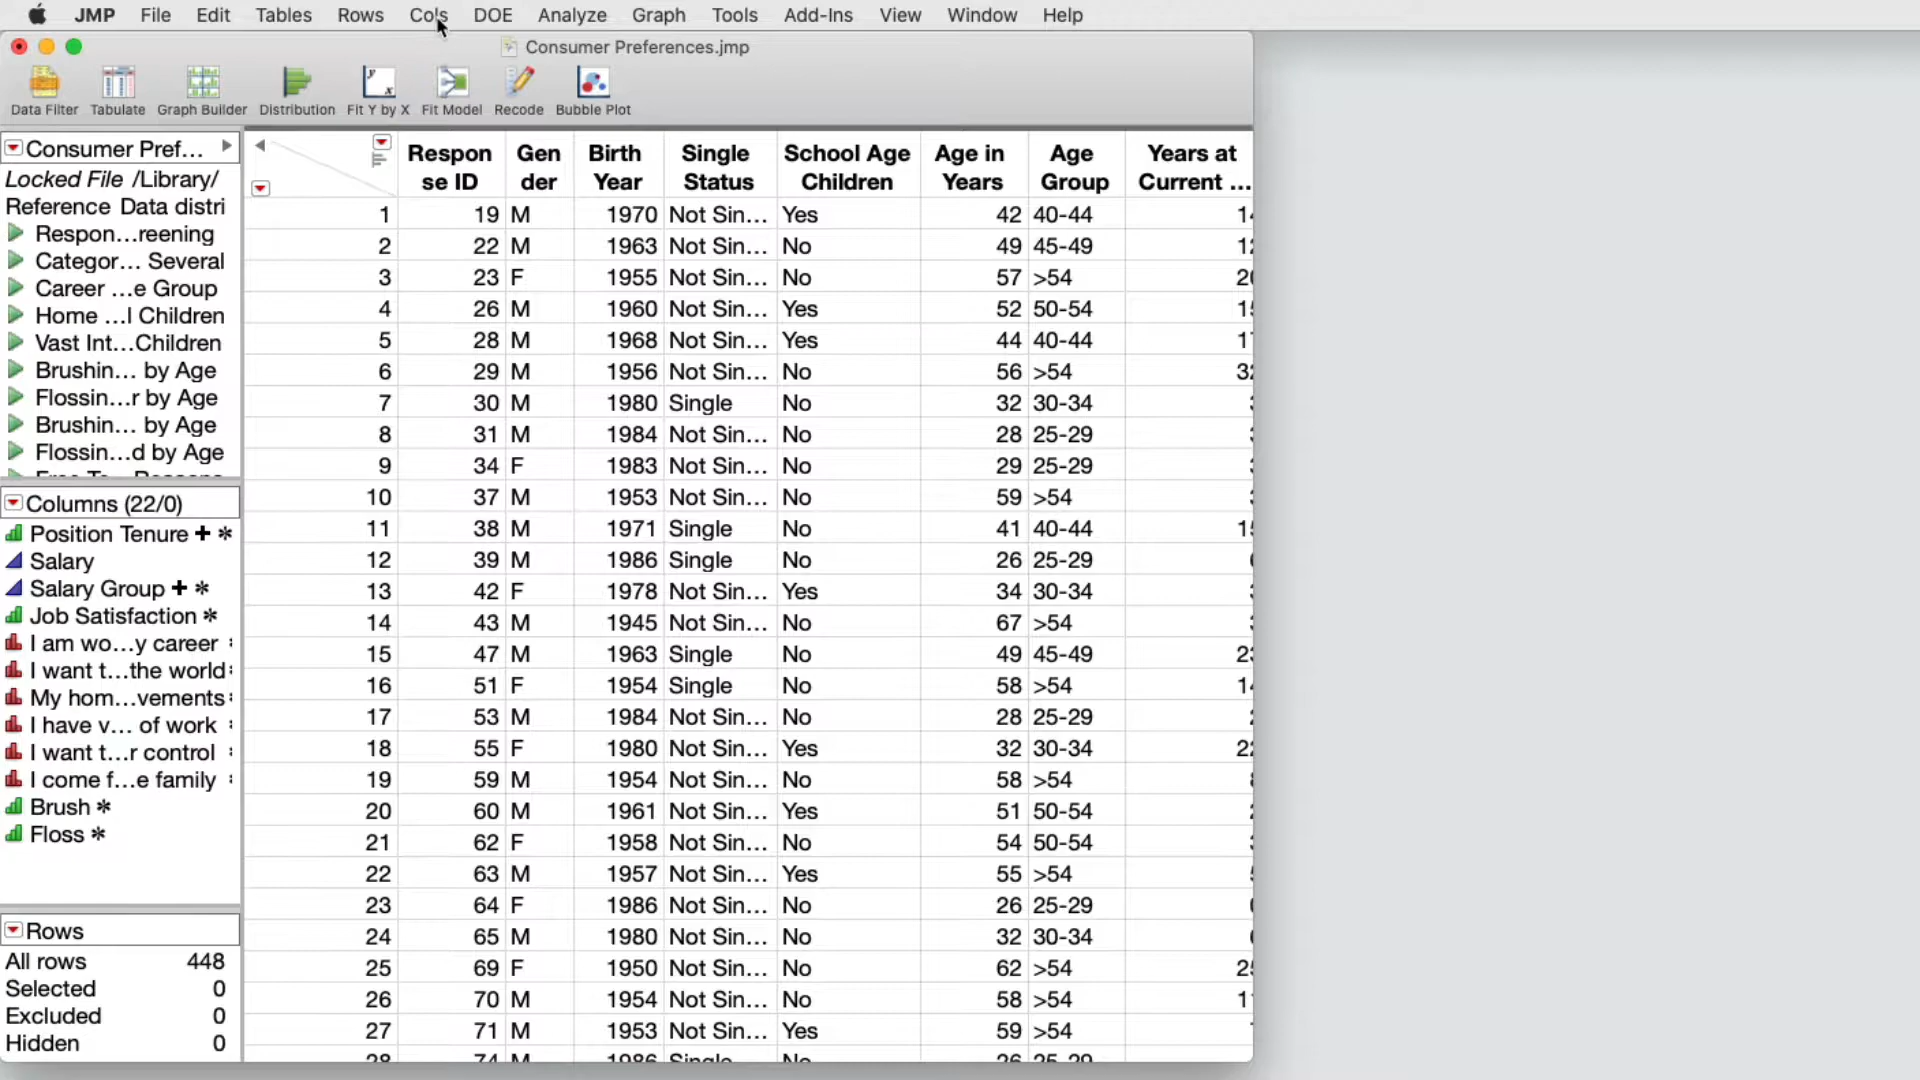 JMP File Edit Tables Rows Cols DOE Analyze Graph Tools Add-Ins View Window Help
Consumer Preferences.jmp
Data Filter Tabulate Graph Builder Distribution Fit Y by X Fit Model Recode Bubble Plot
Consumer Pref...
Locked File /Library/
Reference Data distri
Respon...reening
Categor... Several
Career ...e Group
Home ...l Children
Vast Int...Children
Brushin... by Age
Flossin...r by Age
Brushin... by Age
Flossin...d by Age
Columns (22/0)
Position Tenure + *
Salary
Salary Group + *
Job Satisfaction *
I am wo...y career
I want t...the world
My hom...vements
I have v... of work
I want t...r control
I come f...e family
Brush *
Floss *
Rows
All rows 448
Selected 0
Excluded 0
Hidden 0
Respon Gen Birth Single School Age Age in Age Years at
se ID der Year Status Children Years Group Current ...
1 19 M 1970 Not Sin... Yes 42 40-44
2 22 M 1963 Not Sin... No 49 45-49
3 23 F 1955 Not Sin... No 57 >54
4 26 M 1960 Not Sin... Yes 52 50-54
5 28 M 1968 Not Sin... Yes 44 40-44
6 29 M 1956 Not Sin... No 56 >54
7 30 M 1980 Single No 32 30-34
8 31 M 1984 Not Sin... No 28 25-29
9 34 F 1983 Not Sin... No 29 25-29
10 37 M 1953 Not Sin... No 59 >54
11 38 M 1971 Single No 41 40-44
12 39 M 1986 Single No 26 25-29
13 42 F 1978 Not Sin... Yes 34 30-34
14 43 M 1945 Not Sin... No 67 >54
15 47 M 1963 Single No 49 45-49
16 51 F 1954 Single No 58 >54
17 53 M 1984 Not Sin... No 28 25-29
18 55 F 1980 Not Sin... Yes 32 30-34
19 59 M 1954 Not Sin... No 58 >54
20 60 M 1961 Not Sin... Yes 51 50-54
21 62 F 1958 Not Sin... No 54 50-54
22 63 M 1957 Not Sin... Yes 55 >54
23 64 F 1986 Not Sin... No 26 25-29
24 65 M 1980 Not Sin... No 32 30-34
25 69 F 1950 Not Sin... No 62 >54
26 70 M 1954 Not Sin... No 58 >54
27 71 M 1953 Not Sin... Yes 59 >54
28 74 M 1986 Single No 26 25-29